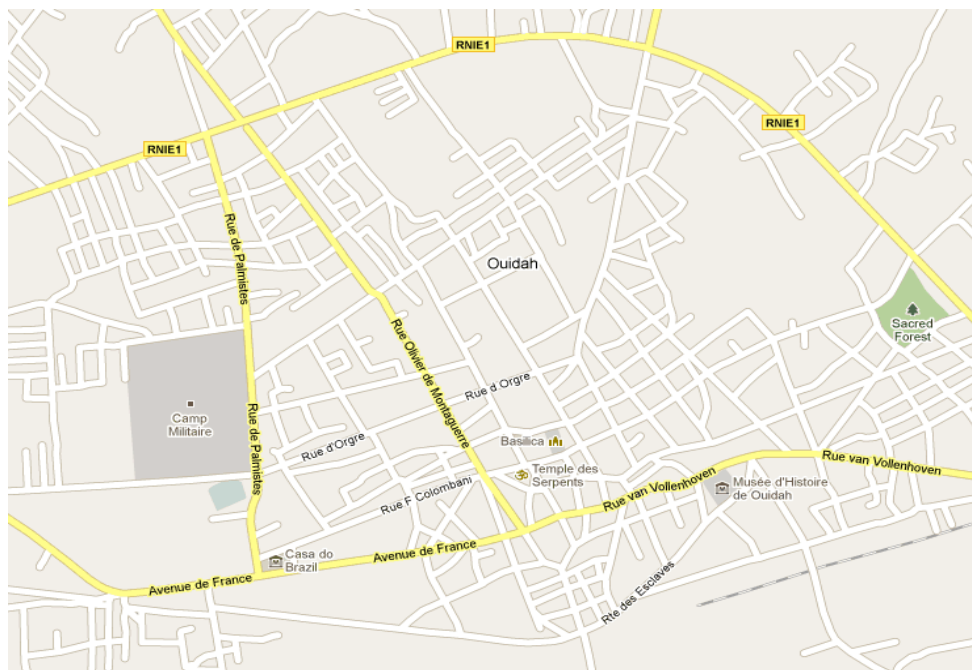 RNIE1
RNIE1
RNIE1
Rue de Palmistes
Ouidah
Sacred
Forest
Rue Olivier de Montaguerre
Rue d Orgre
Camp
Militaire
Rue de Palmistes
Rue d'Orgre
Basilica
Rue van Vollenhoven
Temple des
Serpents
Rue F Colombani
Rue van Vollenhoven
Musée d'Histoire
de Ouidah
Avenue de France
Casa do
Brazil
Avenue de France
Rte des Esclaves